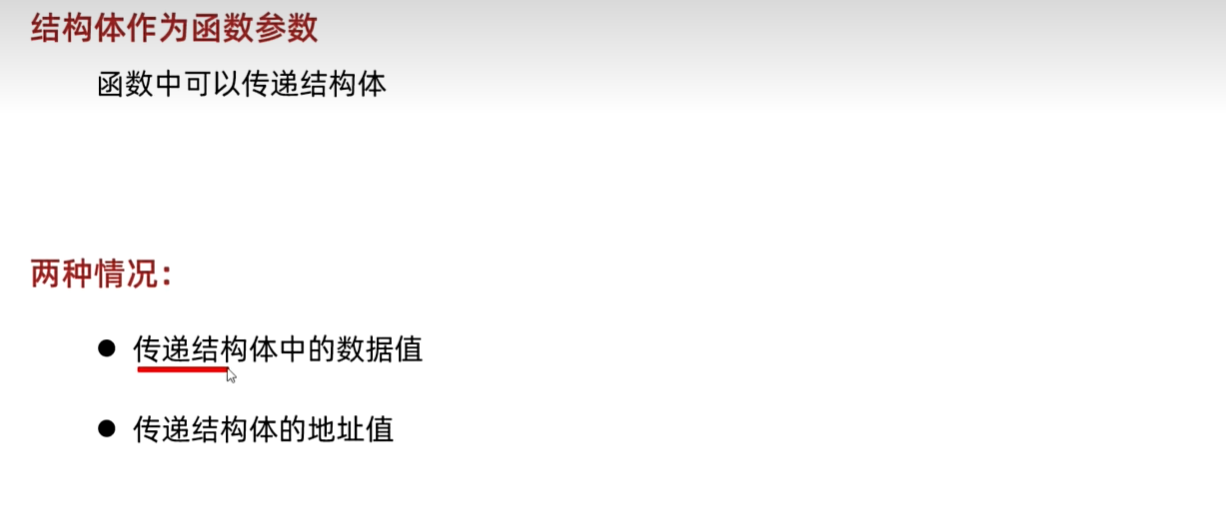 结构体作为函数参数
函数中可以传递结构体
两种情况：
● 传递结构体中的数据值
● 传递结构体的地址值